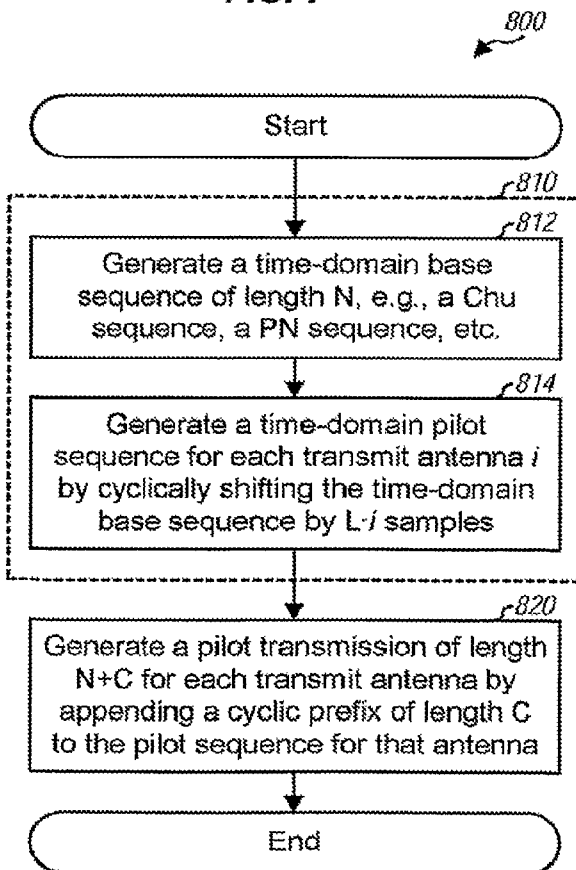 800
Start
810
812
Generate a time-domain base
sequence of length N, e.g., a Chu
sequence, a PN sequence, etc.
814
Generate a time-domain pilot
sequence for each transmit antenna i
by cyclically shifting the time-domain
base sequence by L·i samples
820
Generate a pilot transmission of length
N+C for each transmit antenna by
appending a cyclic prefix of length C
to the pilot sequence for that antenna
End